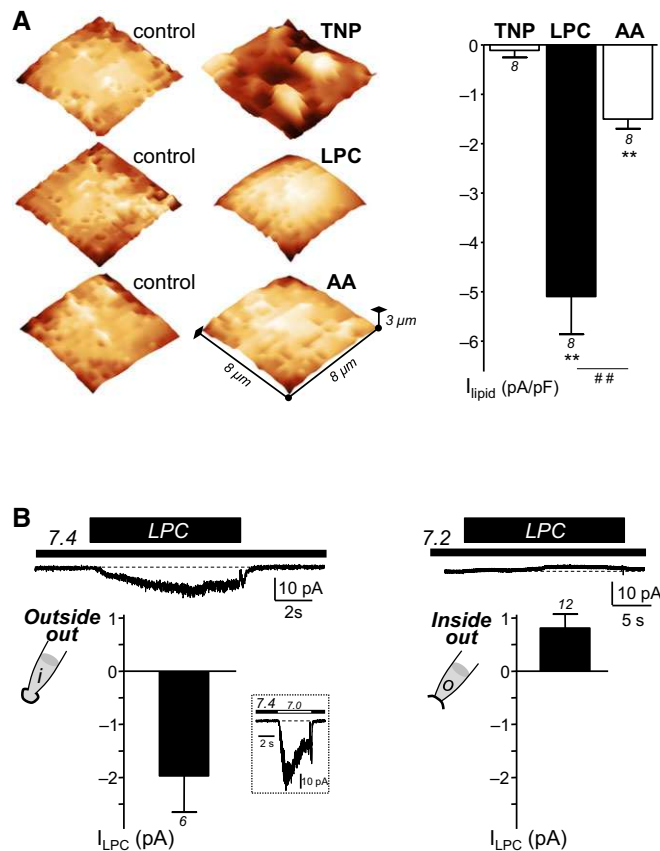 A
control
TNP
control
LPC
control
AA
3 µm
8 µm
8 µm
TNP LPC AA
0
–1
–2
–3
–4
–5
–6
8
8
**
8
**
##
I lipid (pA/pF)
B
LPC
7.4
10 pA
2s
Outside
out
i
1
0
–1
–2
6
I LPC (pA)
7.4 7.0
2 s
10 pA
LPC
7.2
10 pA
5 s
Inside
out
o
1
0
–1
–2
12
I LPC (pA)